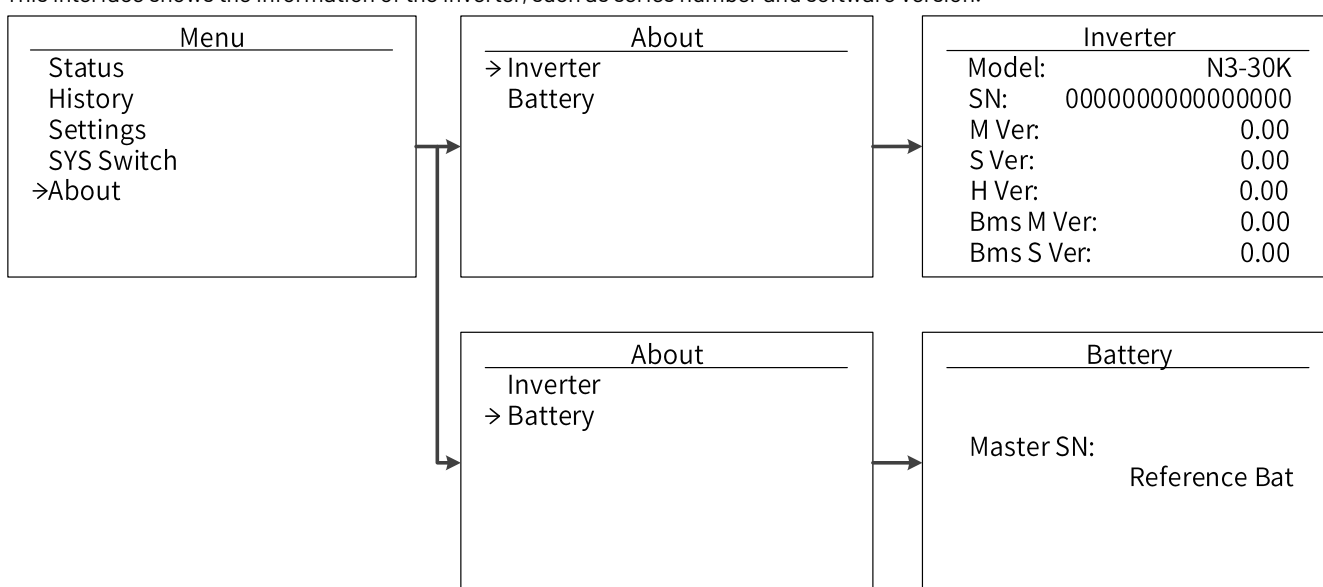 This interface shows the information of the inverter, such as series number and software version.
Menu
Status
History
Settings
SYS Switch
→About
About
→ Inverter
Battery
Inverter
Model: N3-30K
SN: 0000000000000000
M Ver: 0.00
S Ver: 0.00
H Ver: 0.00
Bms M Ver: 0.00
Bms S Ver: 0.00
About
Inverter
→ Battery
Battery
Master SN:
Reference Bat